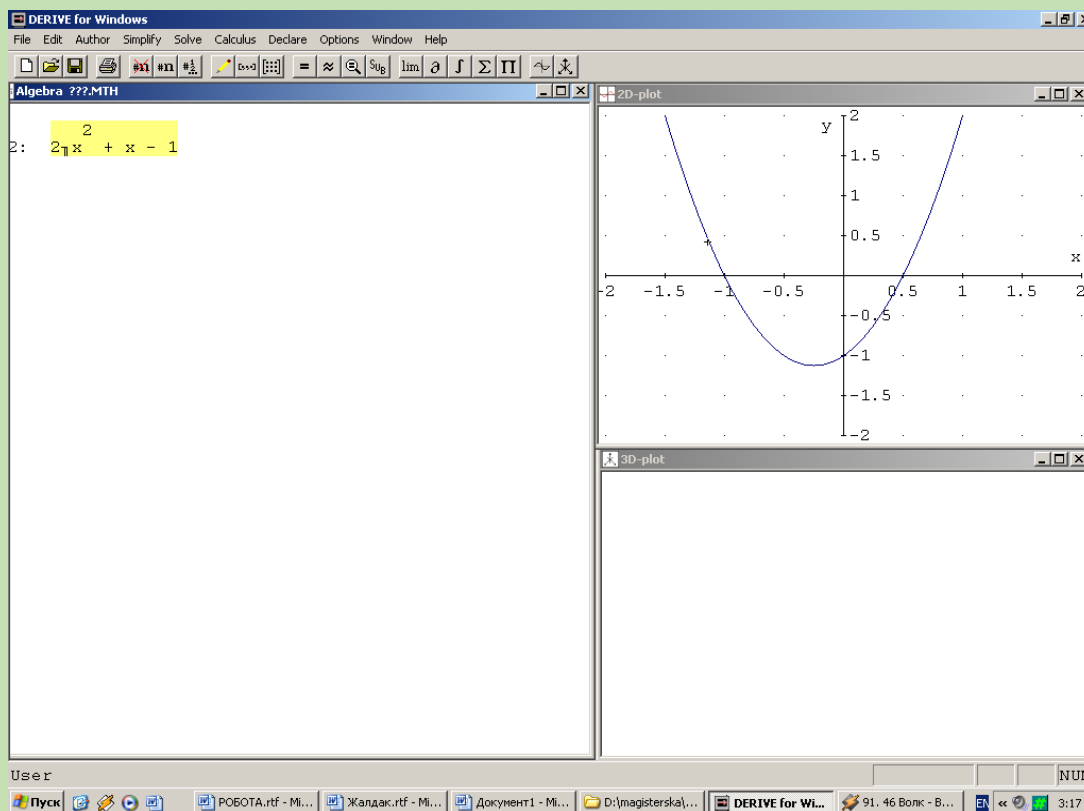 DERIVE for Windows
File Edit Author Simplify Solve Calculus Declare Options Window Help
lim ∂ ∫ Σ Π
Algebra ???.MTH
2D-plot
2
2: 2╖x + x - 1
y
2
1.5
1
0.5
x
-2 -1.5 -1 -0.5 0.5 1 1.5 2
-0.5
-1
-1.5
-2
3D-plot
User
NUM
Пуск РОБОТА.rtf - Mi... Жалдак.rtf - Mi... Документ1 - Mi... D:\magisterska\... DERIVE for Wi... 91. 46 Волк - В... EN « 3:17